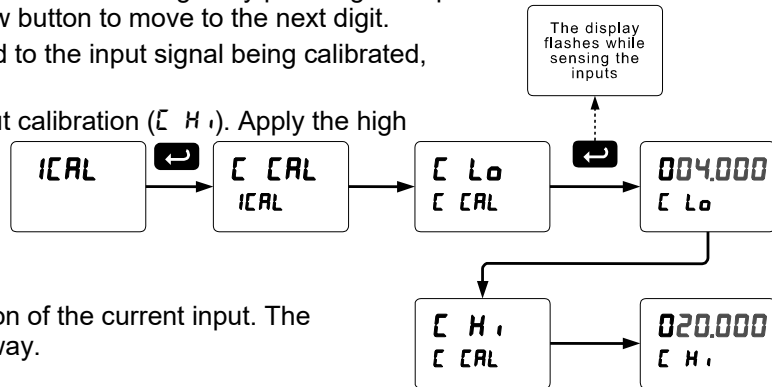 w button to move to the next digit.
d to the input signal being calibrated,
ut calibration (C Hi). Apply the high
The display
flashes while
sensing the
inputs
ICAL
C CAL
ICAL
C Lo
C CAL
004.000
C Lo
C Hi
C CAL
020.000
C Hi
on of the current input. The
way.